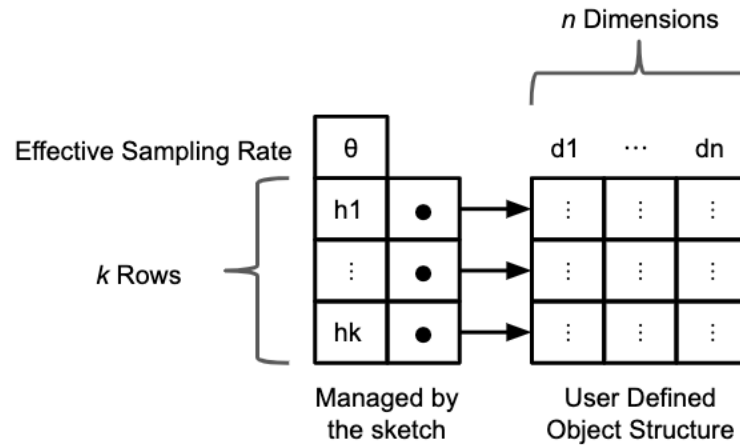 n Dimensions
Effective Sampling Rate
θ
d1 ⋯ dn
h1
⋮ ⋮ ⋮
k Rows
⋮
⋮ ⋮ ⋮
hk
⋮ ⋮ ⋮
Managed by
the sketch
User Defined
Object Structure